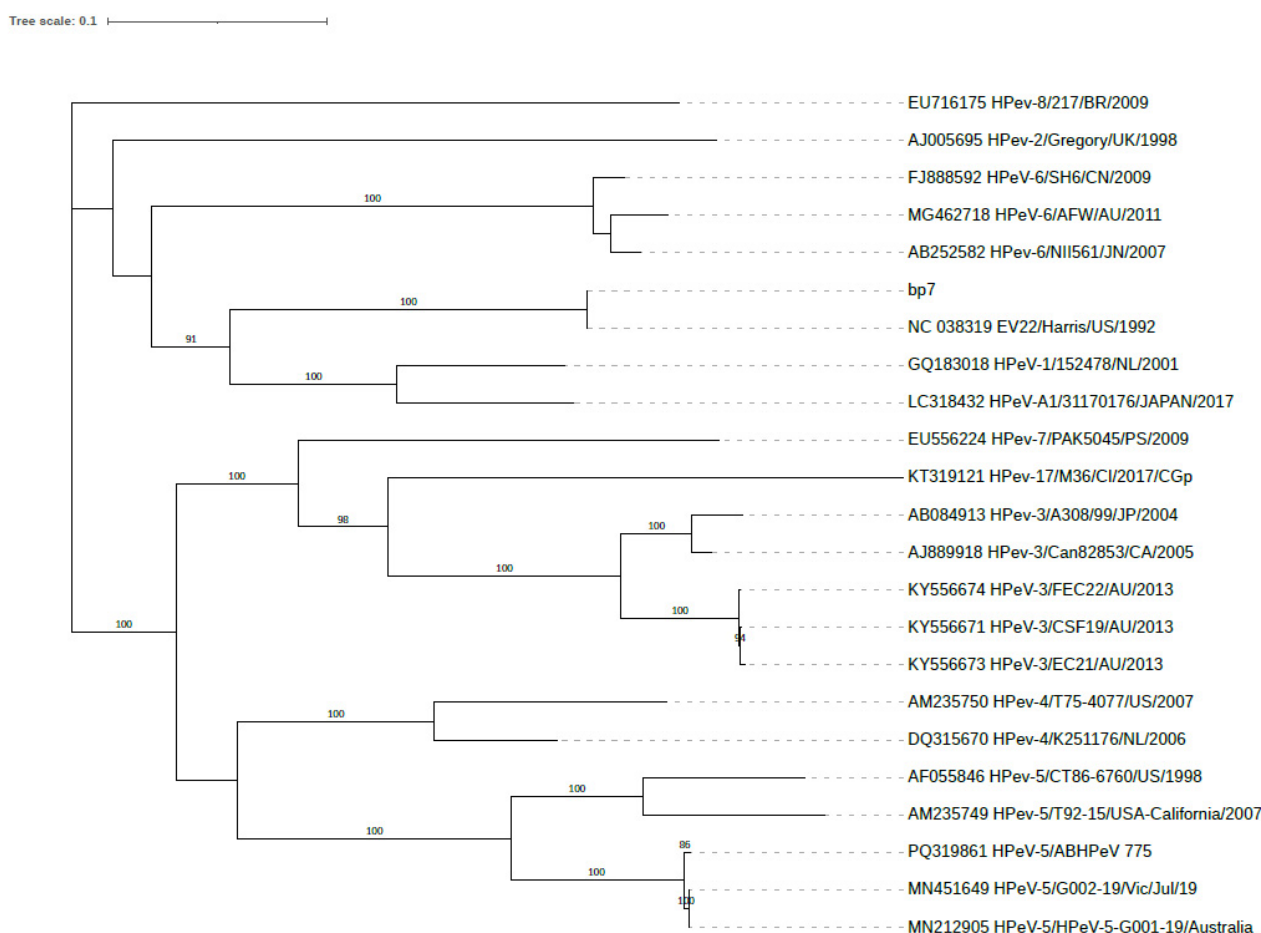 Tree scale: 0.1
EU716175 HPev-8/217/BR/2009
AJ005695 HPev-2/Gregory/UK/1998
FJ888592 HPeV-6/SH6/CN/2009
100
MG462718 HPeV-6/AFW/AU/2011
AB252582 HPev-6/NII561/JN/2007
bp7
100
NC 038319 EV22/Harris/US/1992
91
GQ183018 HPeV-1/152478/NL/2001
100
LC318432 HPeV-A1/31170176/JAPAN/2017
EU556224 HPev-7/PAK5045/PS/2009
100
KT319121 HPev-17/M36/CI/2017/CGp
98
AB084913 HPev-3/A308/99/JP/2004
100
AJ889918 HPev-3/Can82853/CA/2005
100
KY556674 HPeV-3/FEC22/AU/2013
100
KY556671 HPeV-3/CSF19/AU/2013
100
94
KY556673 HPeV-3/EC21/AU/2013
AM235750 HPev-4/T75-4077/US/2007
100
DQ315670 HPev-4/K251176/NL/2006
AF055846 HPev-5/CT86-6760/US/1998
100
AM235749 HPev-5/T92-15/USA-California/2007
100
86
PQ319861 HPeV-5/ABHPeV 775
100
MN451649 HPeV-5/G002-19/Vic/Jul/19
100
MN212905 HPeV-5/HPeV-5-G001-19/Australia